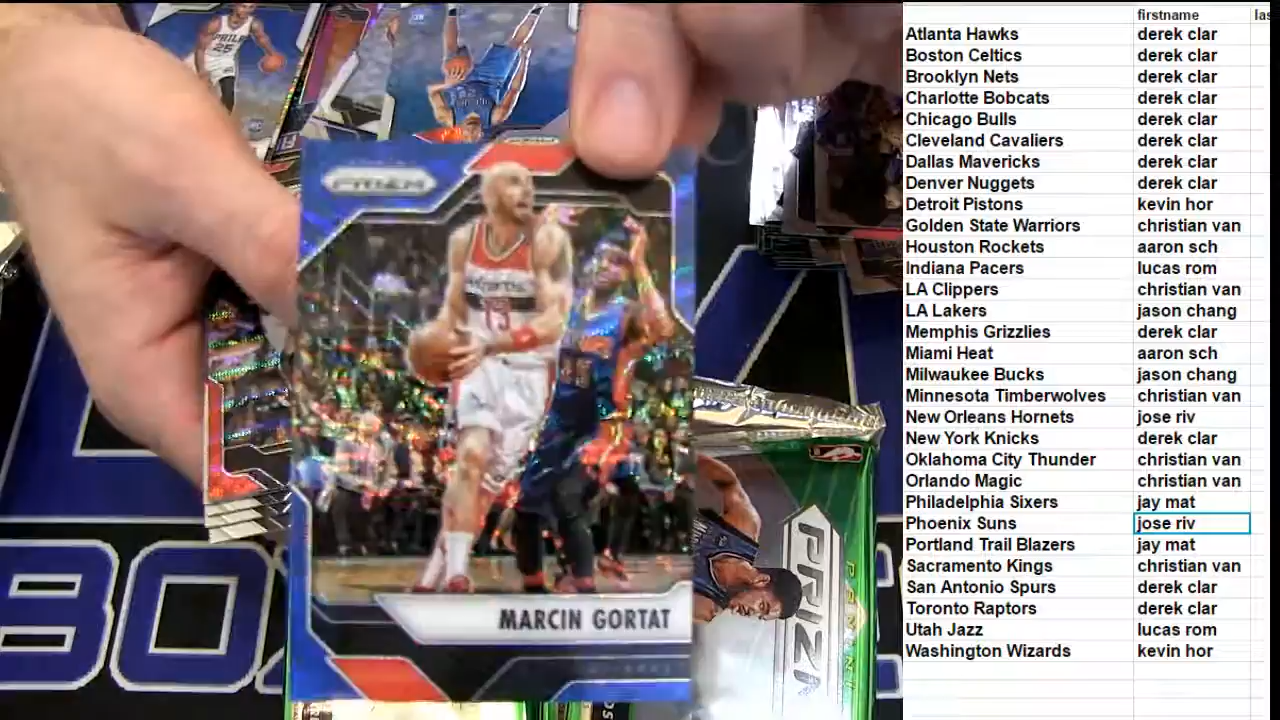 firstname las
Atlanta Hawks derek clar
Boston Celtics derek clar
Brooklyn Nets derek clar
Charlotte Bobcats derek clar
Chicago Bulls derek clar
Cleveland Cavaliers derek clar
Dallas Mavericks derek clar
Denver Nuggets derek clar
Detroit Pistons kevin hor
Golden State Warriors christian van
Houston Rockets aaron sch
Indiana Pacers lucas rom
LA Clippers christian van
LA Lakers jason chang
Memphis Grizzlies derek clar
Miami Heat aaron sch
Milwaukee Bucks jason chang
Minnesota Timberwolves christian van
New Orleans Hornets jose riv
New York Knicks derek clar
Oklahoma City Thunder christian van
Orlando Magic christian van
Philadelphia Sixers jay mat
Phoenix Suns jose riv
Portland Trail Blazers jay mat
Sacramento Kings christian van
San Antonio Spurs derek clar
Toronto Raptors derek clar
Utah Jazz lucas rom
Washington Wizards kevin hor
PHILA
25
PRIZM
13
MARCIN GORTAT
PRIZM
BOX